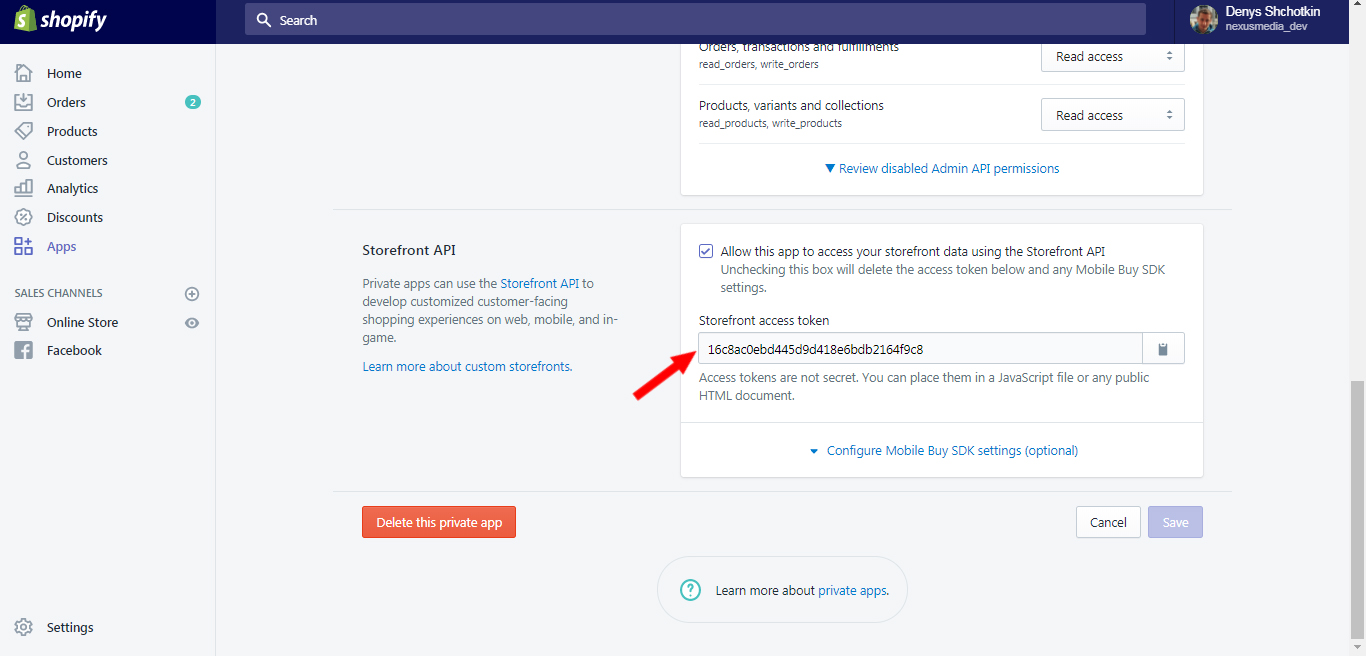 shopify
Search
Denys Shchotkin
nexusmedia_dev
Home
Orders
2
Products
Customers
Analytics
Discounts
Apps
SALES CHANNELS
Online Store
Facebook
Settings
Orders, transactions and fulfillments
read_orders, write_orders
Read access
Products, variants and collections
read_products, write_products
Read access
Review disabled Admin API permissions
Storefront API
Private apps can use the Storefront API to
develop customized customer-facing
shopping experiences on web, mobile, and in-
game.
Learn more about custom storefronts.
Allow this app to access your storefront data using the Storefront API
Unchecking this box will delete the access token below and any Mobile Buy SDK
settings.
Storefront access token
16c8ac0ebd445d9d418e6bdb2164f9c8
Access tokens are not secret. You can place them in a JavaScript file or any public
HTML document.
Configure Mobile Buy SDK settings (optional)
Delete this private app
Cancel
Save
? Learn more about private apps.